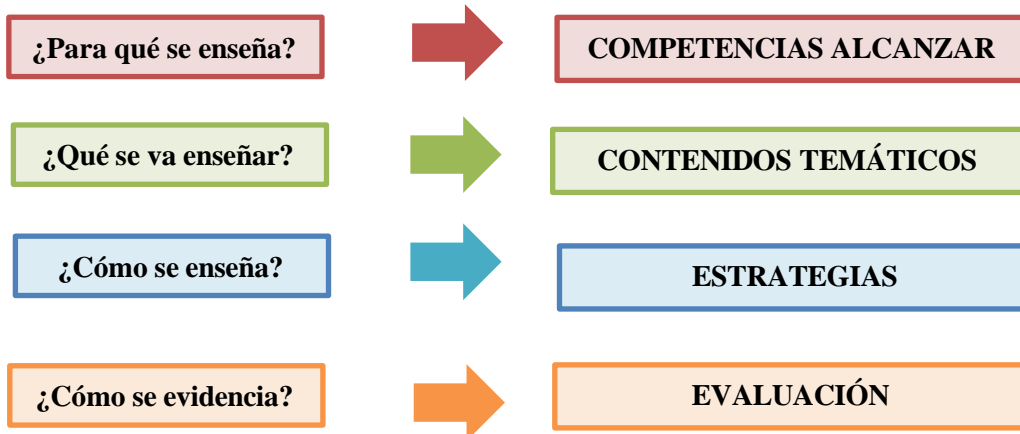 ¿Para qué se enseña?
COMPETENCIAS ALCANZAR
¿Qué se va enseñar?
CONTENIDOS TEMÁTICOS
¿Cómo se enseña?
ESTRATEGIAS
¿Cómo se evidencia?
EVALUACIÓN